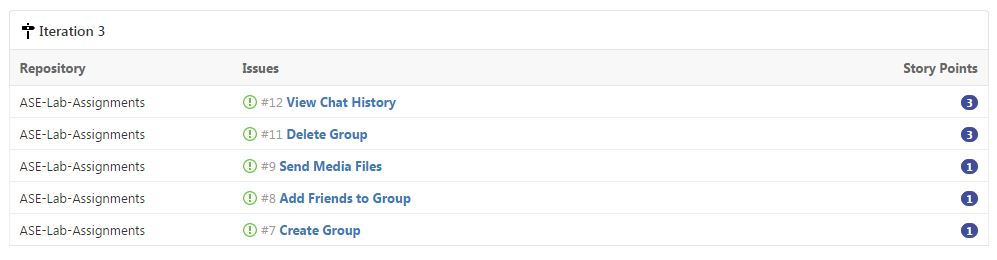 Iteration 3
Repository Issues Story Points
ASE-Lab-Assignments #12 View Chat History 3
ASE-Lab-Assignments #11 Delete Group 3
ASE-Lab-Assignments #9 Send Media Files 1
ASE-Lab-Assignments #8 Add Friends to Group 1
ASE-Lab-Assignments #7 Create Group 1